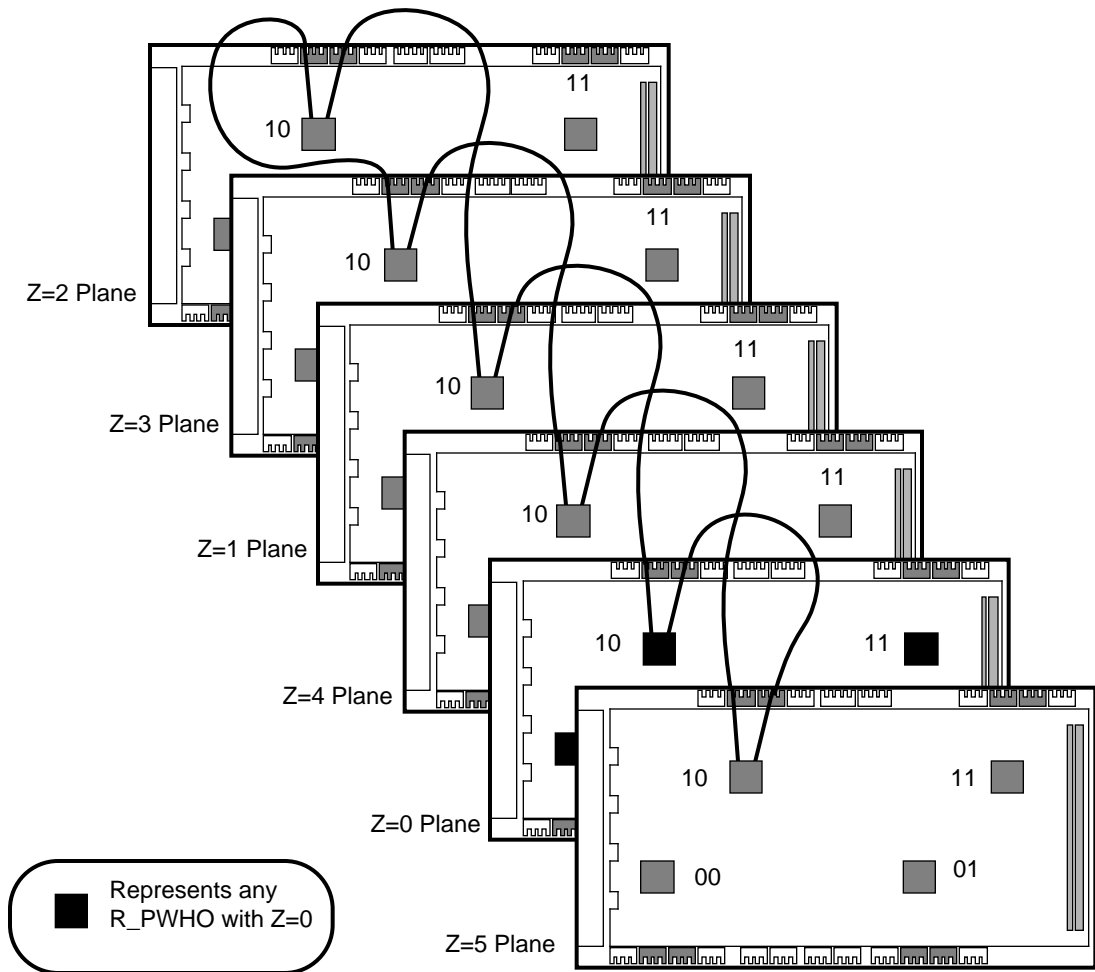 11
10
Z=2 Plane
11
10
Z=3 Plane
11
10
Z=1 Plane
11
10
Z=4 Plane
10
11
Z=0 Plane
10
11
00
01
Z=5 Plane
Represents any
R_PWHO with Z=0